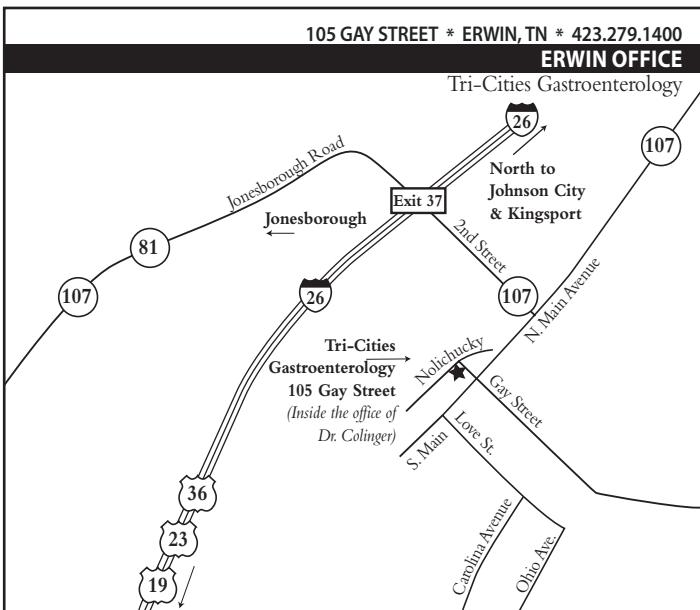 105 GAY STREET * ERWIN, TN * 423.279.1400
ERWIN OFFICE
Tri-Cities Gastroenterology
26
107
North to
Johnson City
& Kingsport
Jonesborough Road
Exit 37
Jonesborough
81
2nd Street
107
26
107
N. Main Avenue
Tri-Cities
Gastroenterology
105 Gay Street
(Inside the office of
Dr. Colinger)
Nolichucky
Gay Street
S. Main
Love St.
36
23
19
Carolina Avenue
Ohio Ave.